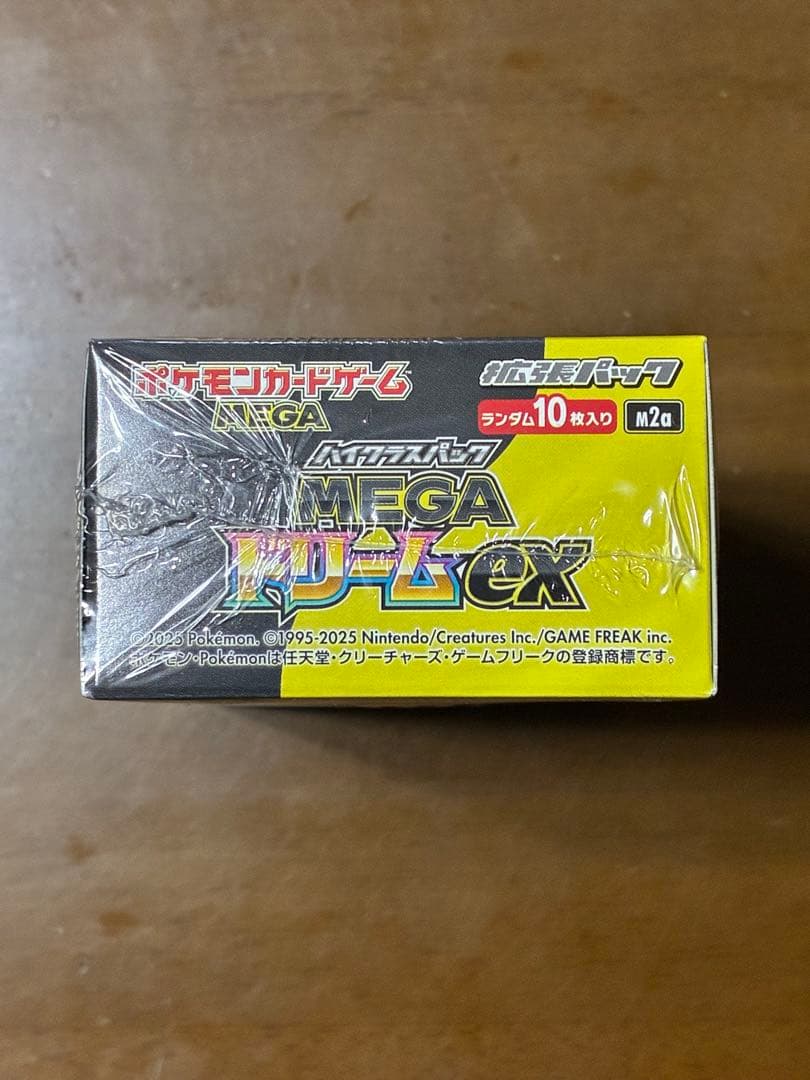 ポケモンカードゲーム
MEGA
拡張パック
ランダム10枚入り
M2a
ハイクラスパック
MEGA
ドリームex
©2025 Pokémon. ©1995-2025 Nintendo/Creatures Inc./GAME FREAK inc.
ポケモン・Pokémonは任天堂・クリーチャーズ・ゲームフリークの登録商標です。